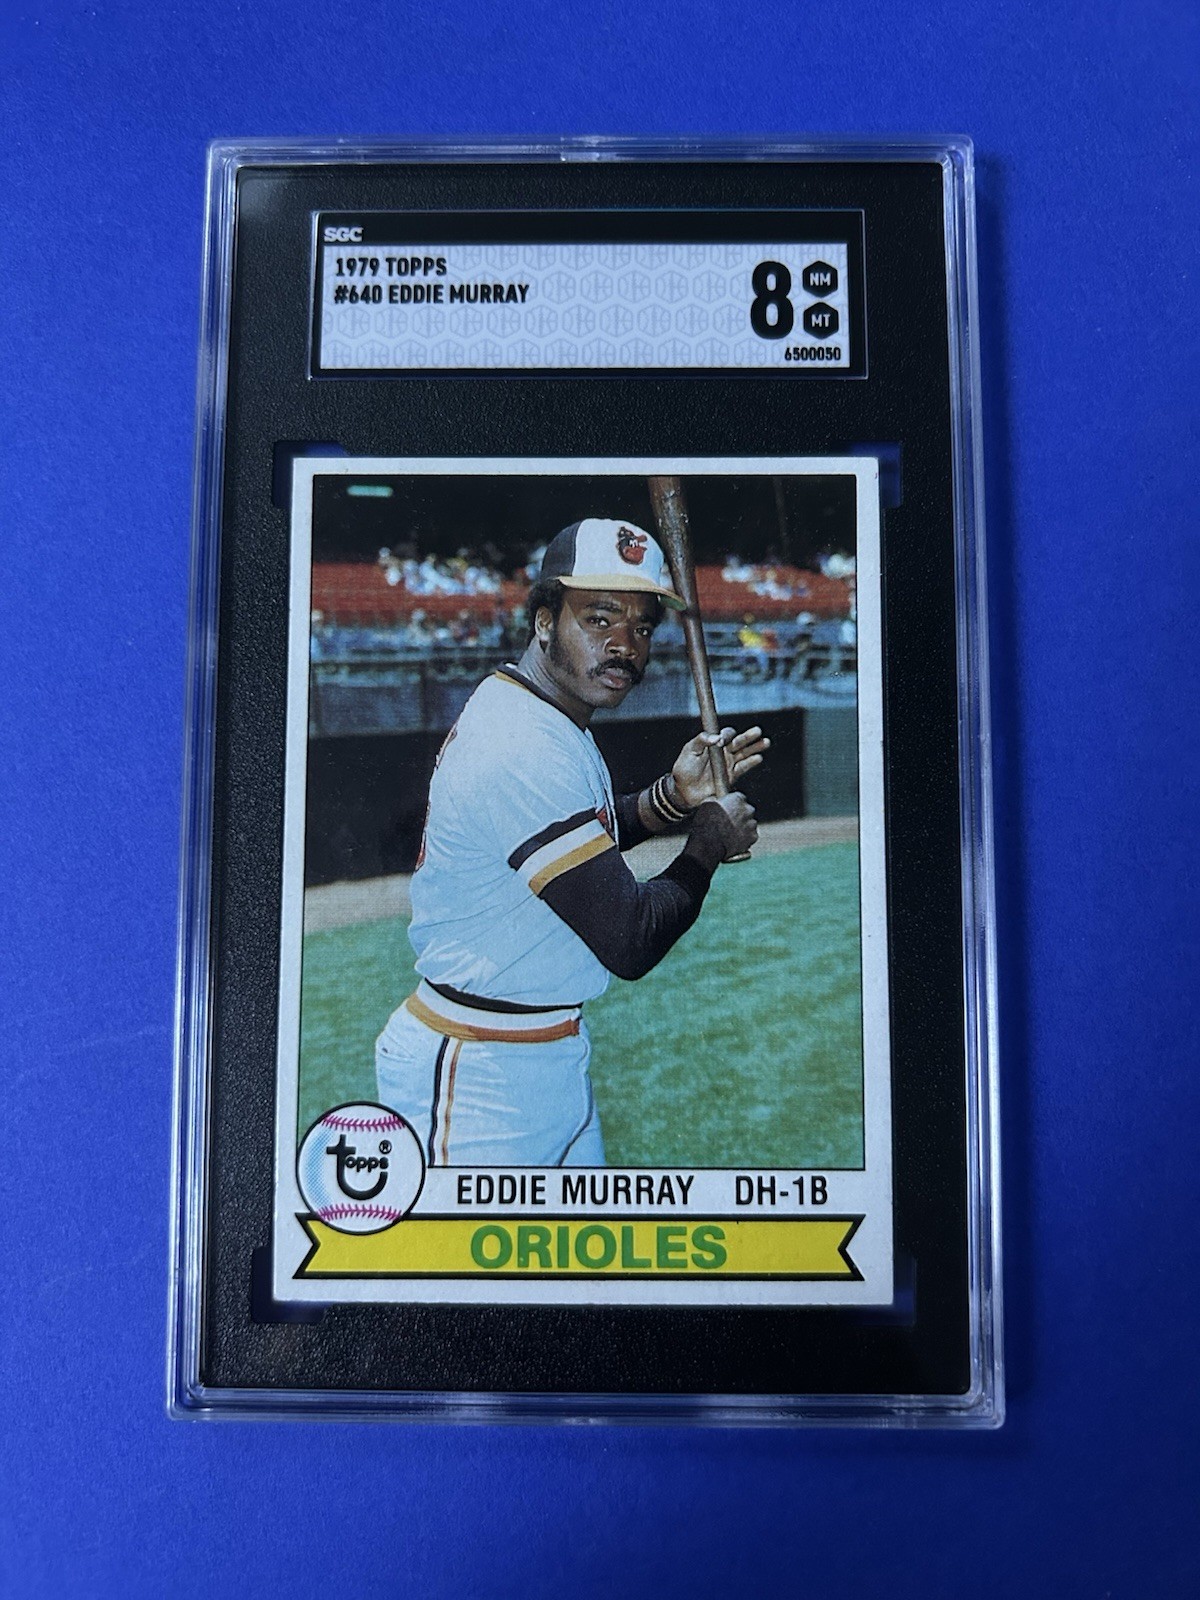 SGC
1979 TOPPS
#640 EDDIE MURRAY
8 NM
MT
6500050
Topps®
EDDIE MURRAY DH-1B
ORIOLES